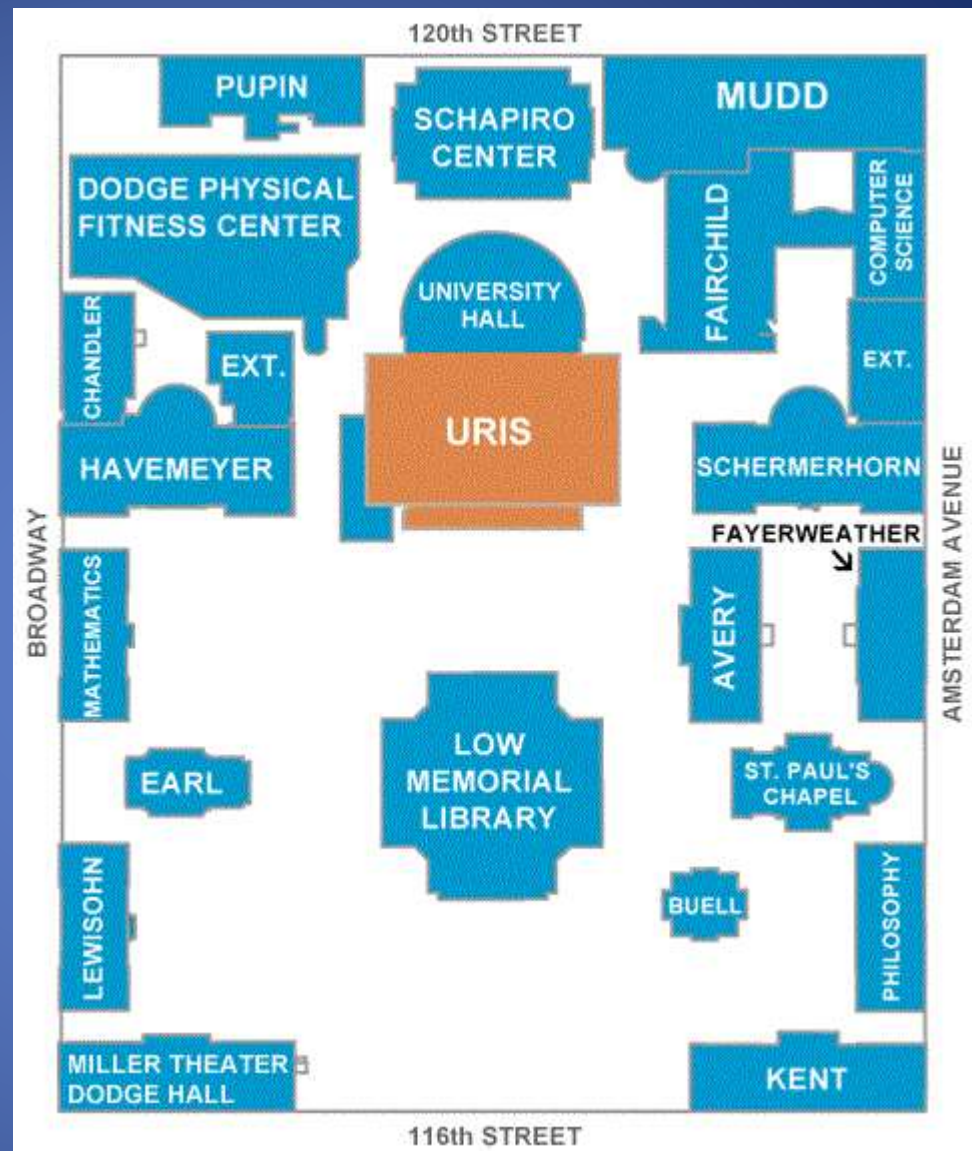 120th STREET
PUPIN
SCHAPIRO
CENTER
MUDD
DODGE PHYSICAL
FITNESS CENTER
FAIRCHILD
COMPUTER
SCIENCE
UNIVERSITY
HALL
CHANDLER
EXT.
EXT.
URIS
HAVEMEYER
SCHERMERHORN
BROADWAY
FAYERWEATHER
AMSTERDAM AVENUE
MATHEMATICS
AVERY
EARL
LOW
MEMORIAL
LIBRARY
ST. PAUL'S
CHAPEL
LEWISOHN
BUELL
PHILOSOPHY
MILLER THEATER
DODGE HALL
KENT
116th STREET